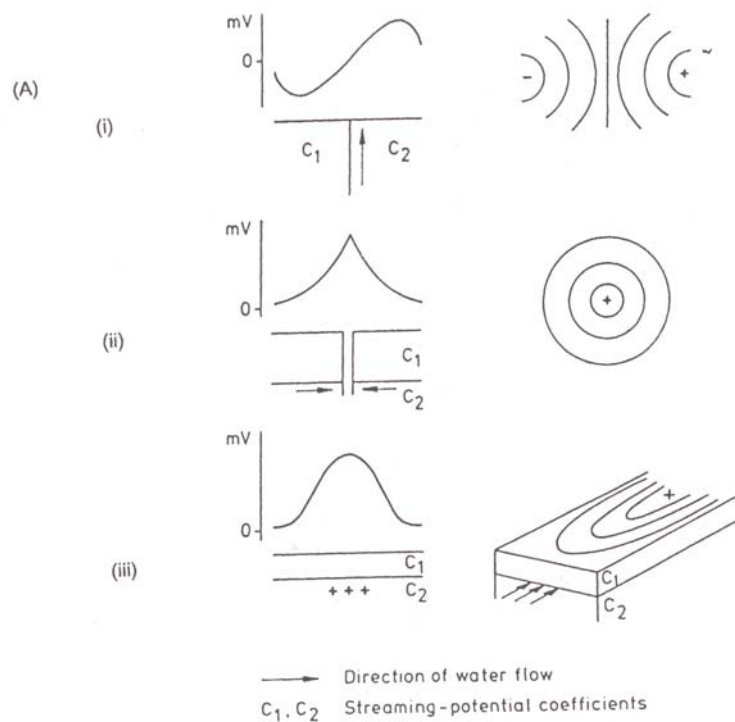 mV
0
(A)
(i)
C₁ C₂
- +
mV
0
(ii)
C₁
C₂
+
mV
0
(iii)
C₁
+ + + C₂
+
C₁
C₂
Direction of water flow
C₁, C₂ Streaming-potential coefficients